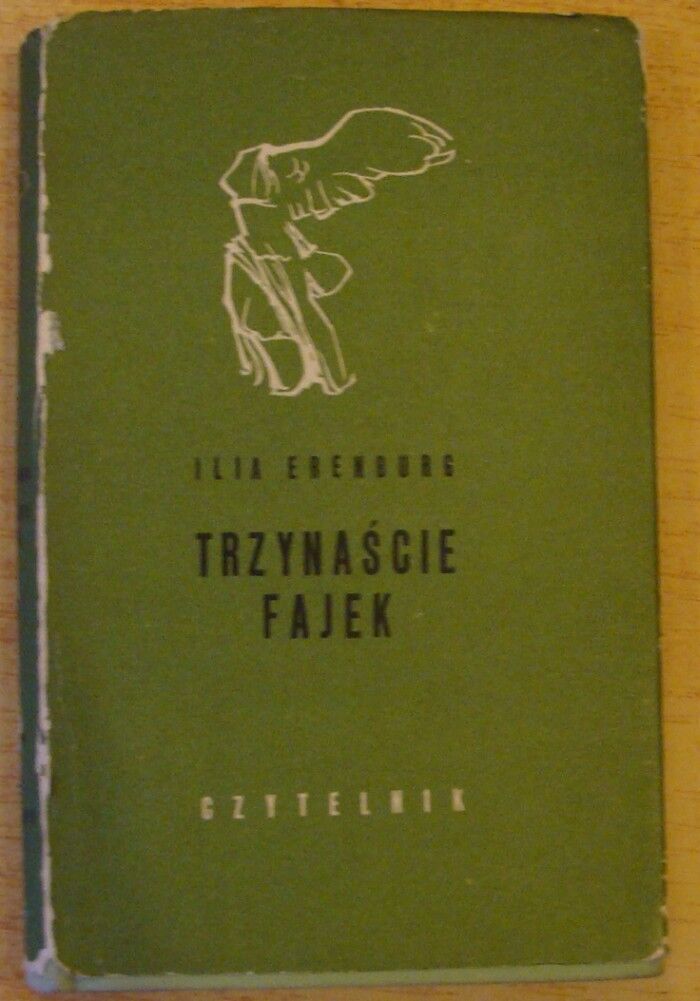 ILIA ERENBURG
TRZYNAŚCIE
FAJEK
CZYTELNIK